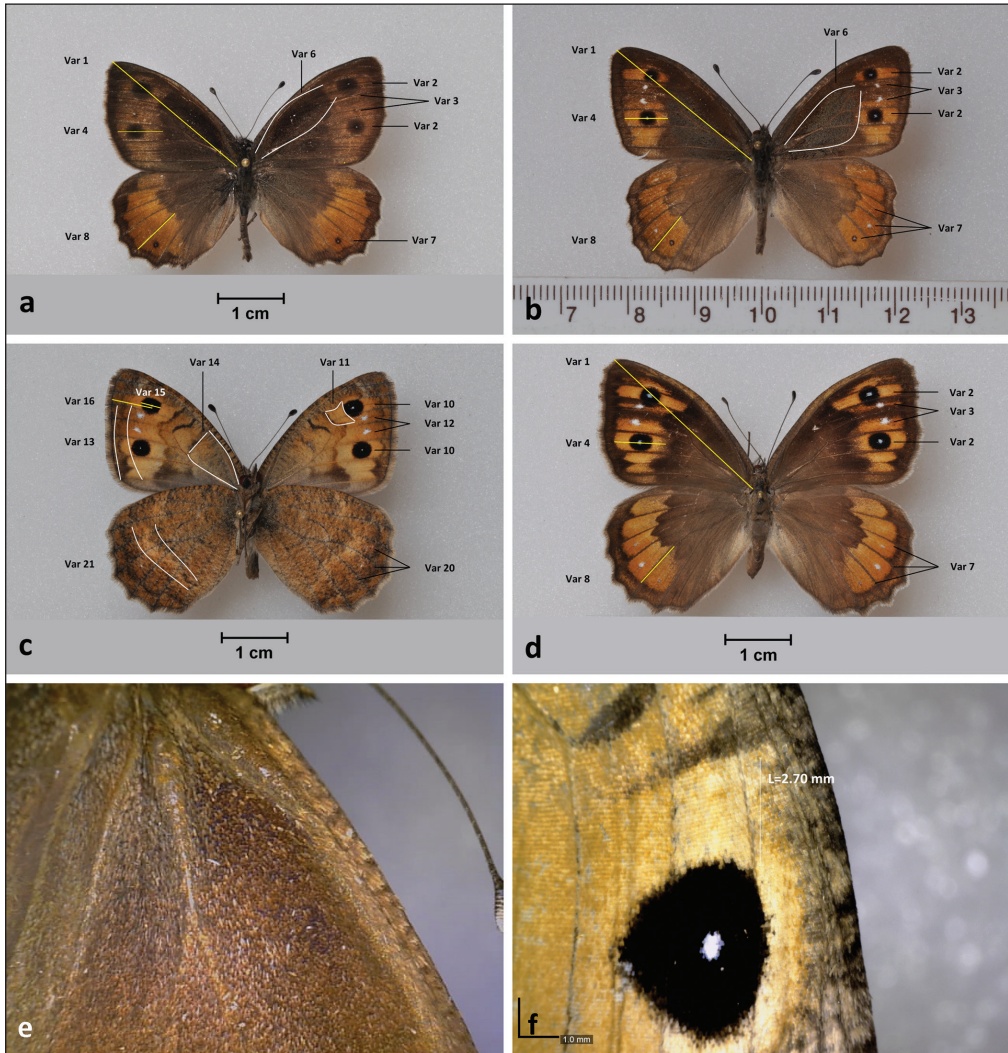 Var 1
Var 6
Var 2
Var 3
Var 4
Var 2
Var 8
Var 7
a
1 cm
Var 1
Var 6
Var 2
Var 3
Var 4
Var 2
Var 8
Var 7
b
7 8 9 10 11 12 13
Var 14
Var 11
Var 16
Var 15
Var 10
Var 12
Var 13
Var 10
Var 21
Var 20
c
1 cm
Var 1
Var 2
Var 3
Var 4
Var 2
Var 8
Var 7
d
1 cm
e
L=2.70 mm
f
1.0 mm